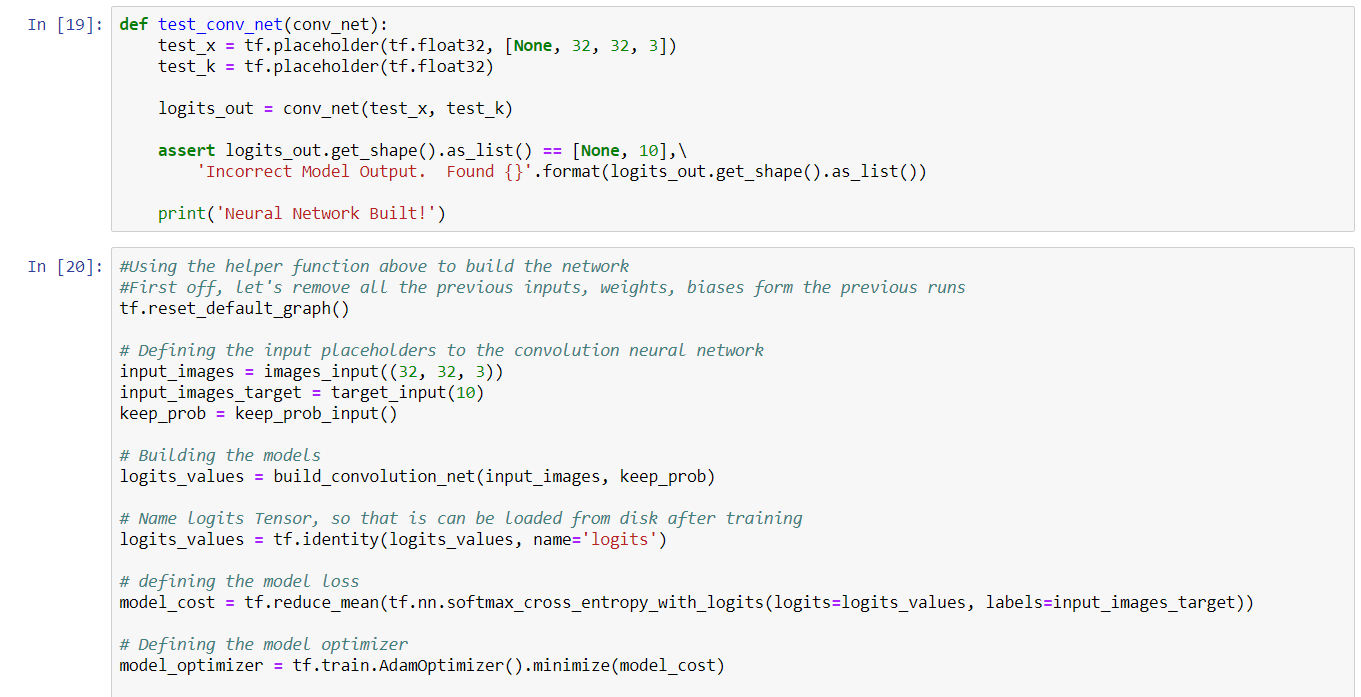 In [19]: def test_conv_net(conv_net):
    test_x = tf.placeholder(tf.float32, [None, 32, 32, 3])
    test_k = tf.placeholder(tf.float32)

    logits_out = conv_net(test_x, test_k)

    assert logits_out.get_shape().as_list() == [None, 10],\
        'Incorrect Model Output.  Found {}'.format(logits_out.get_shape().as_list())

    print('Neural Network Built!')

In [20]: #Using the helper function above to build the network
#First off, let's remove all the previous inputs, weights, biases form the previous runs
tf.reset_default_graph()

# Defining the input placeholders to the convolution neural network
input_images = images_input((32, 32, 3))
input_images_target = target_input(10)
keep_prob = keep_prob_input()

# Building the models
logits_values = build_convolution_net(input_images, keep_prob)

# Name logits Tensor, so that is can be loaded from disk after training
logits_values = tf.identity(logits_values, name='logits')

# defining the model loss
model_cost = tf.reduce_mean(tf.nn.softmax_cross_entropy_with_logits(logits=logits_values, labels=input_images_target))

# Defining the model optimizer
model_optimizer = tf.train.AdamOptimizer().minimize(model_cost)